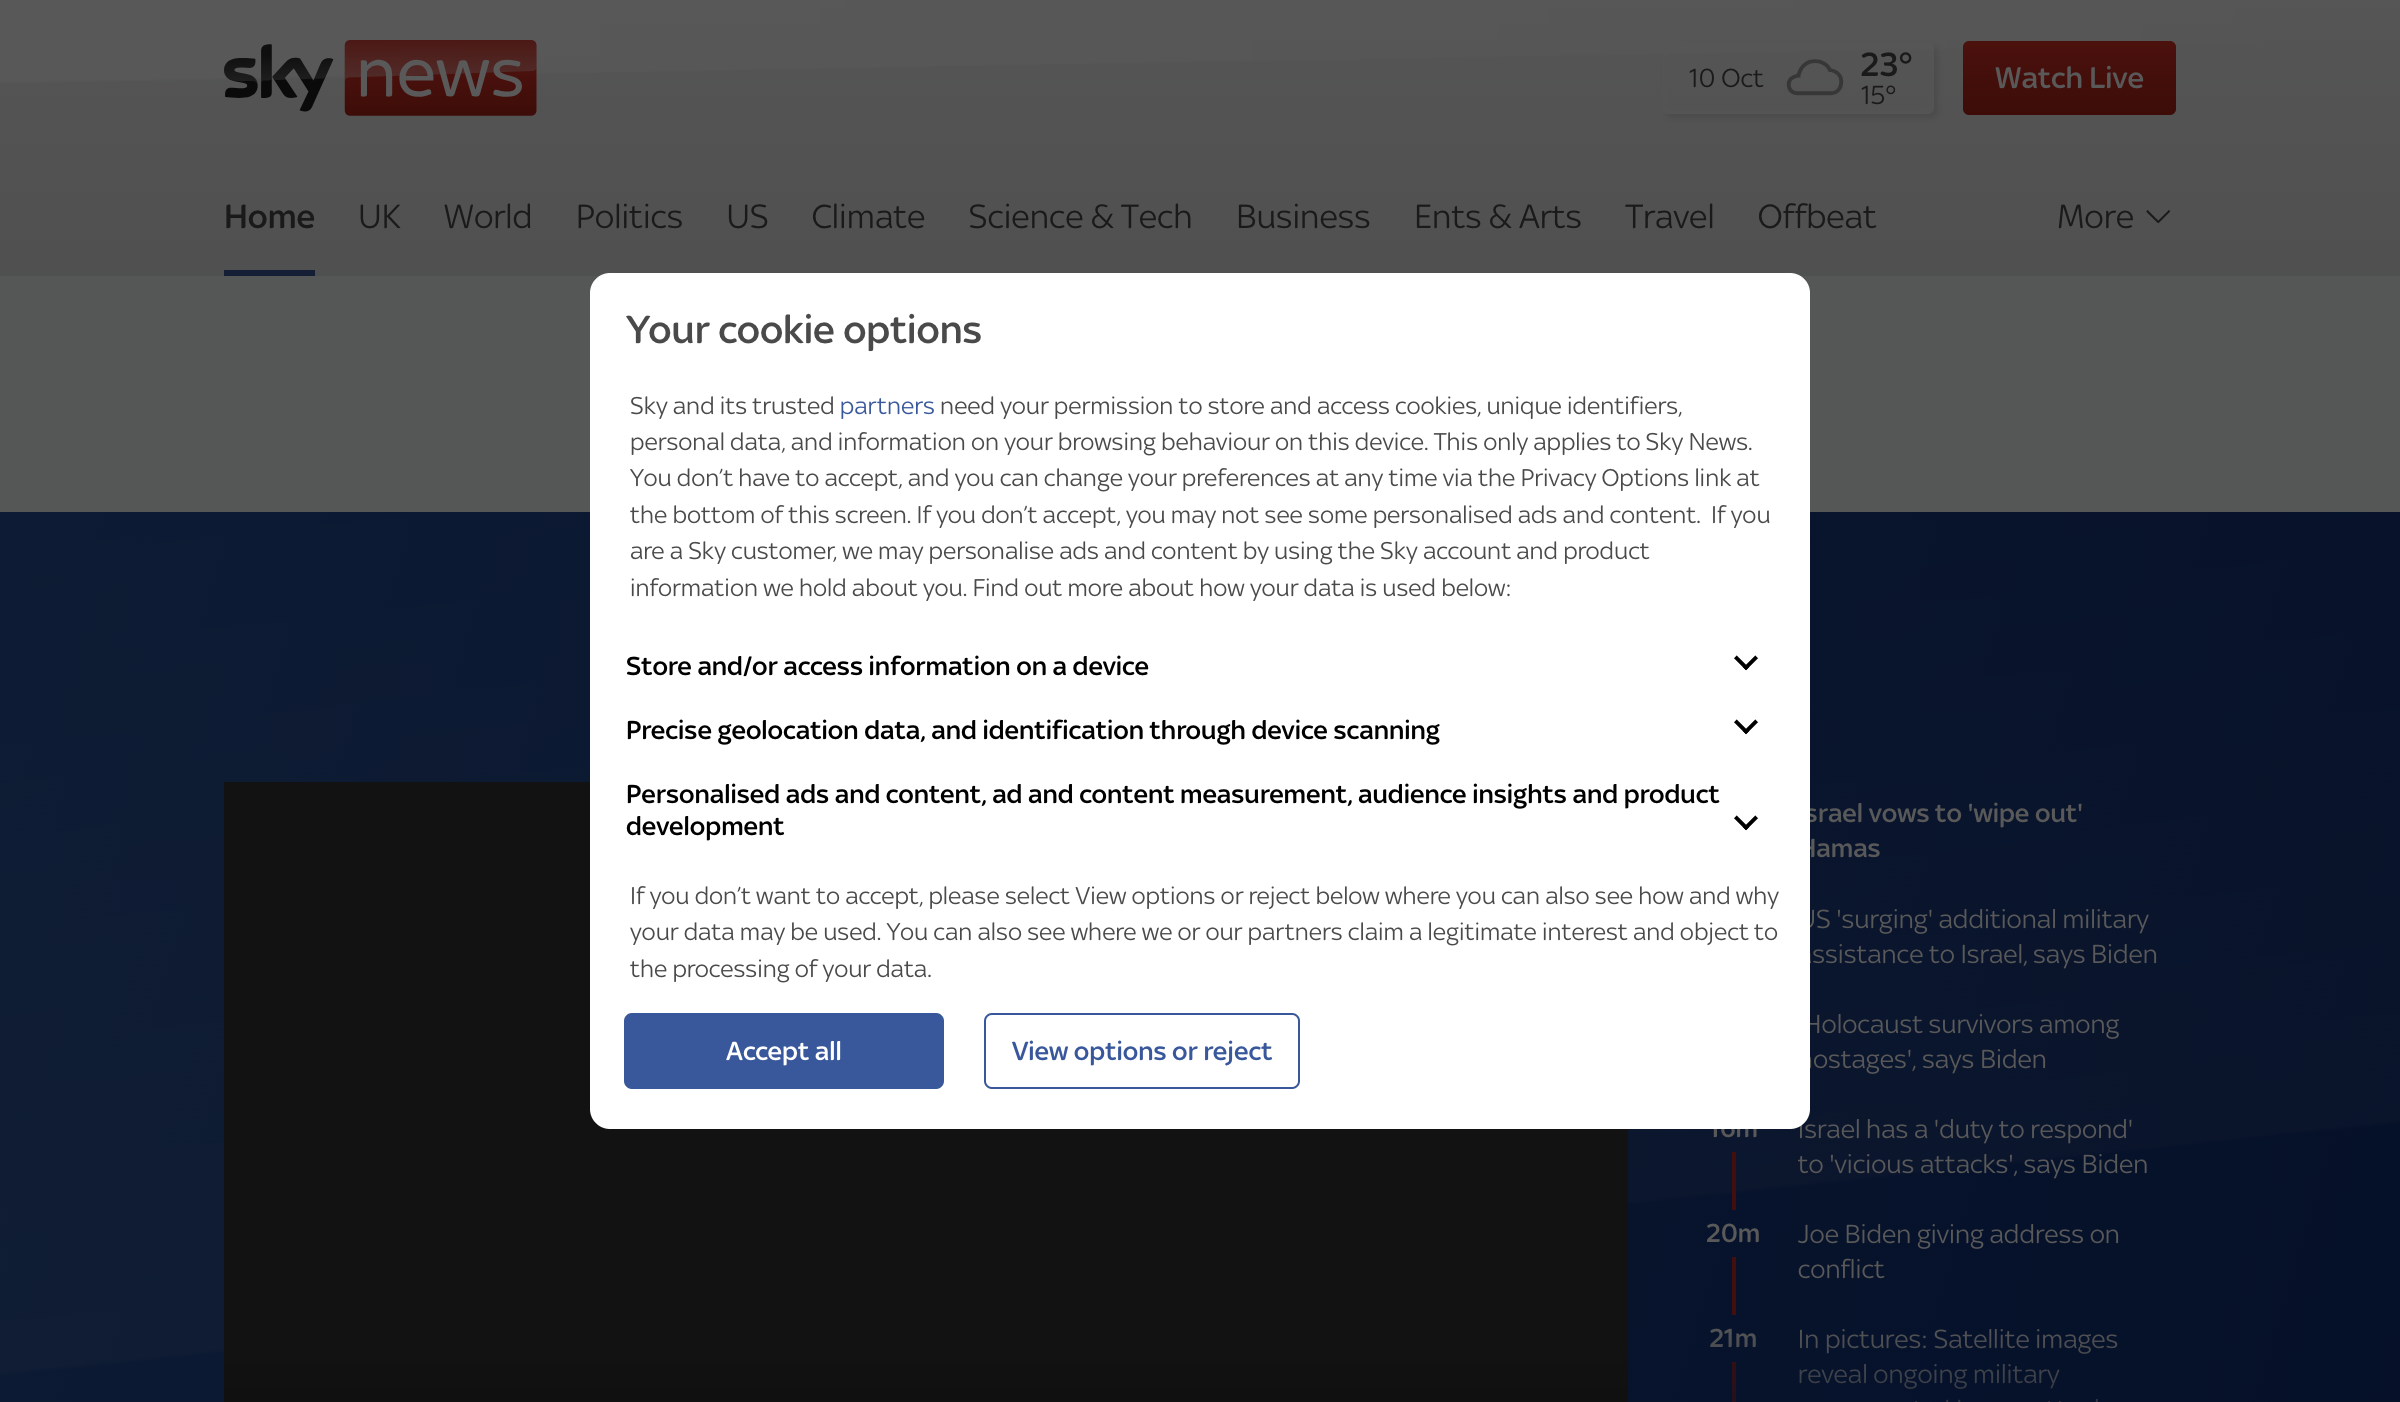 sky news
10 Oct
23°
15°
Watch Live
Home UK World Politics US Climate Science & Tech Business Ents & Arts Travel Offbeat More
Your cookie options
Sky and its trusted partners need your permission to store and access cookies, unique identifiers,
personal data, and information on your browsing behaviour on this device. This only applies to Sky News.
You don’t have to accept, and you can change your preferences at any time via the Privacy Options link at
the bottom of this screen. If you don’t accept, you may not see some personalised ads and content. If you
are a Sky customer, we may personalise ads and content by using the Sky account and product
information we hold about you. Find out more about how your data is used below:
Store and/or access information on a device
Precise geolocation data, and identification through device scanning
Personalised ads and content, ad and content measurement, audience insights and product
development
If you don’t want to accept, please select View options or reject below where you can also see how and why
your data may be used. You can also see where we or our partners claim a legitimate interest and object to
the processing of your data.
Accept all
View options or reject
Israel vows to 'wipe out'
Hamas
US 'surging' additional military
assistance to Israel, says Biden
'Holocaust survivors among
hostages', says Biden
Israel has a 'duty to respond'
to 'vicious attacks', says Biden
20m
Joe Biden giving address on
conflict
21m
In pictures: Satellite images
reveal ongoing military